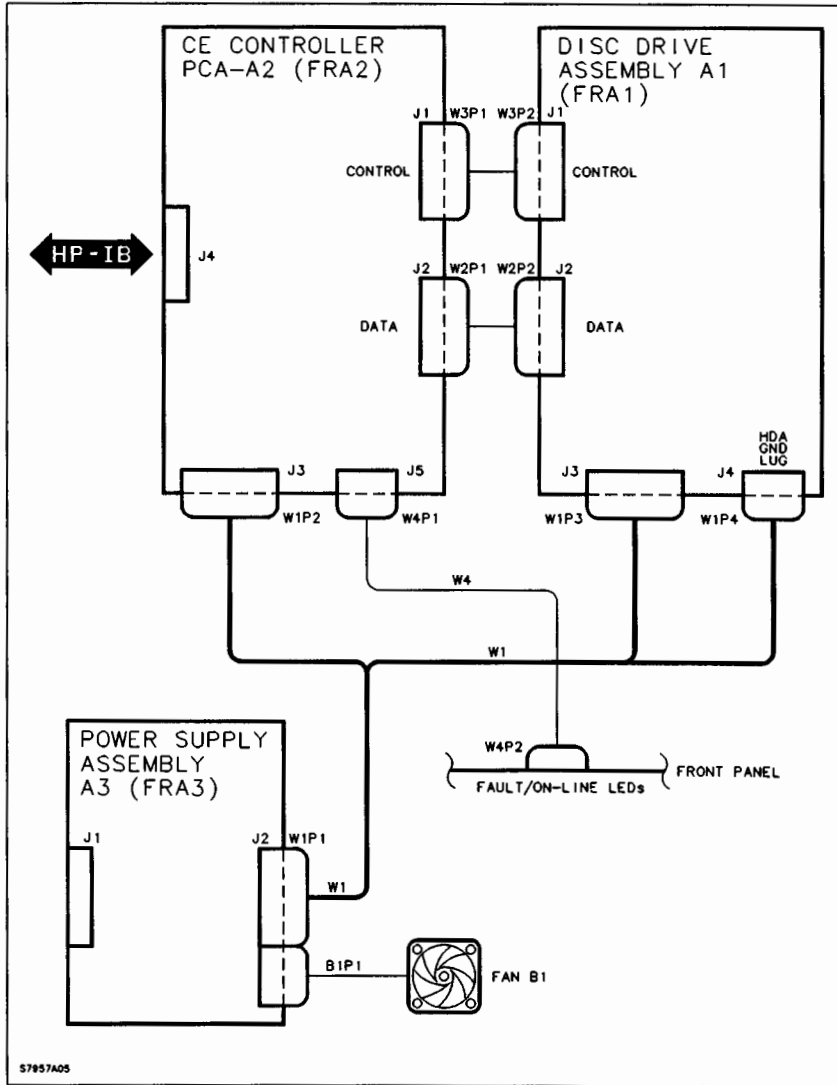 CE CONTROLLER
PCA-A2 (FRA2)
DISC DRIVE
ASSEMBLY A1
(FRA1)
J1
W3P1
W3P2
J1
CONTROL
CONTROL
HP-IB
J4
J2
W2P1
W2P2
J2
DATA
DATA
HDA
GND
LUG
J3
J5
J3
J4
W1P2
W4P1
W1P3
W1P4
W4
W1
POWER SUPPLY
ASSEMBLY
A3 (FRA3)
W4P2
FRONT PANEL
FAULT/ON-LINE LEDs
J1
J2
W1P1
W1
B1P1
FAN B1
S7957A05